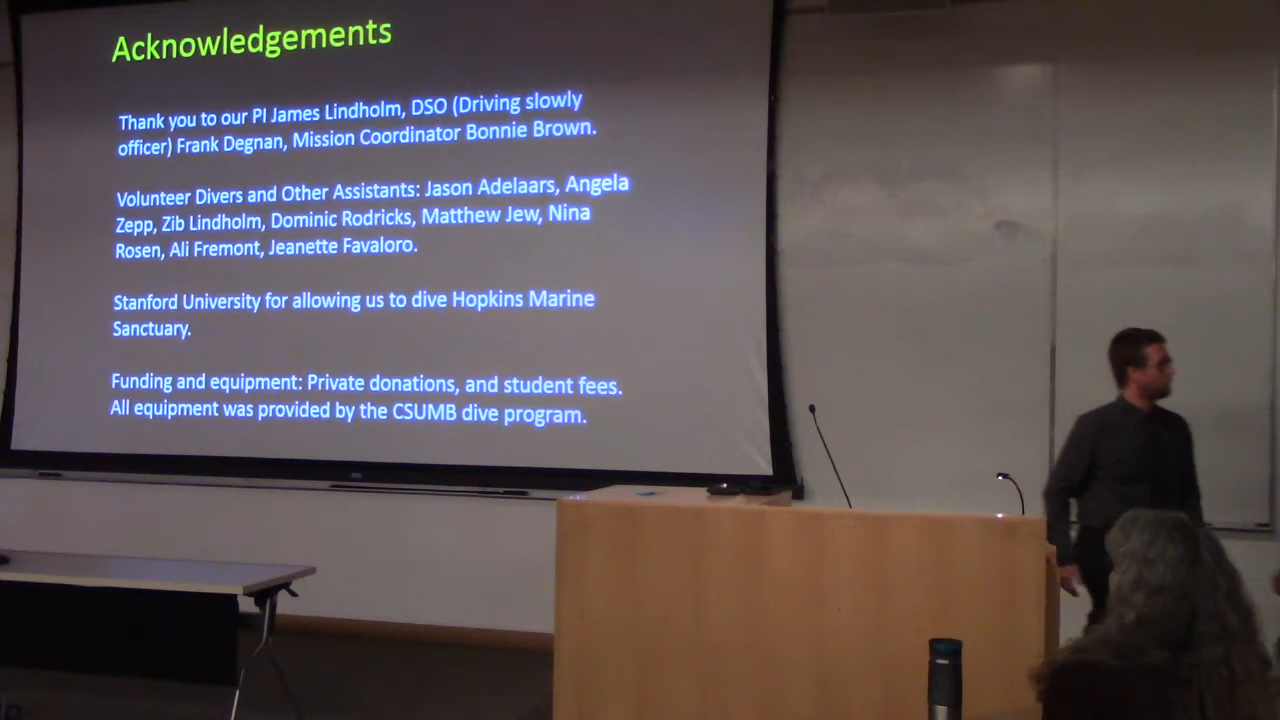 Acknowledgements
Thank you to our PI James Lindholm, DSO (Driving slowly
officer) Frank Degnan, Mission Coordinator Bonnie Brown.
Volunteer Divers and Other Assistants: Jason Adelaars, Angela
Zepp, Zib Lindholm, Dominic Rodricks, Matthew Jew, Nina
Rosen, Ali Fremont, Jeanette Favaloro.
Stanford University for allowing us to dive Hopkins Marine
Sanctuary.
Funding and equipment: Private donations, and student fees.
All equipment was provided by the CSUMB dive program.